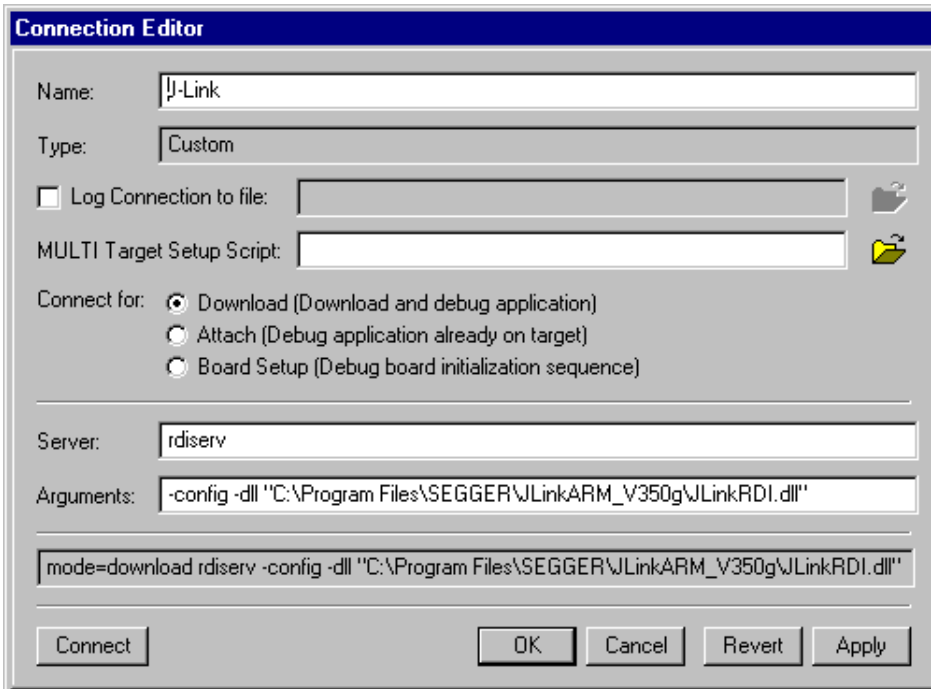 Connection Editor
Name: J-Link
Type: Custom
Log Connection to file:
MULTI Target Setup Script:
Connect for: Download (Download and debug application)
Attach (Debug application already on target)
Board Setup (Debug board initialization sequence)
Server: rdiserv
Arguments: -config -dll "C:\Program Files\SEGGER\JLinkARM_V350g\JLinkRDI.dll"
mode=download rdiserv -config -dll "C:\Program Files\SEGGER\JLinkARM_V350g\JLinkRDI.dll"
Connect OK Cancel Revert Apply